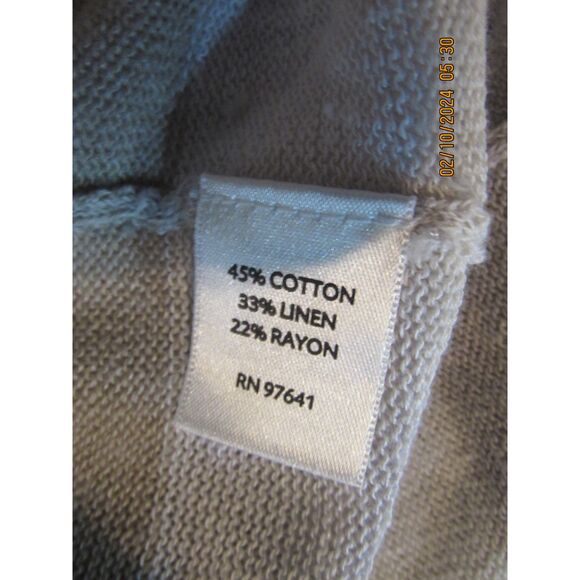 45% COTTON
33% LINEN
22% RAYON
RN 97641
02/10/2024 05:30